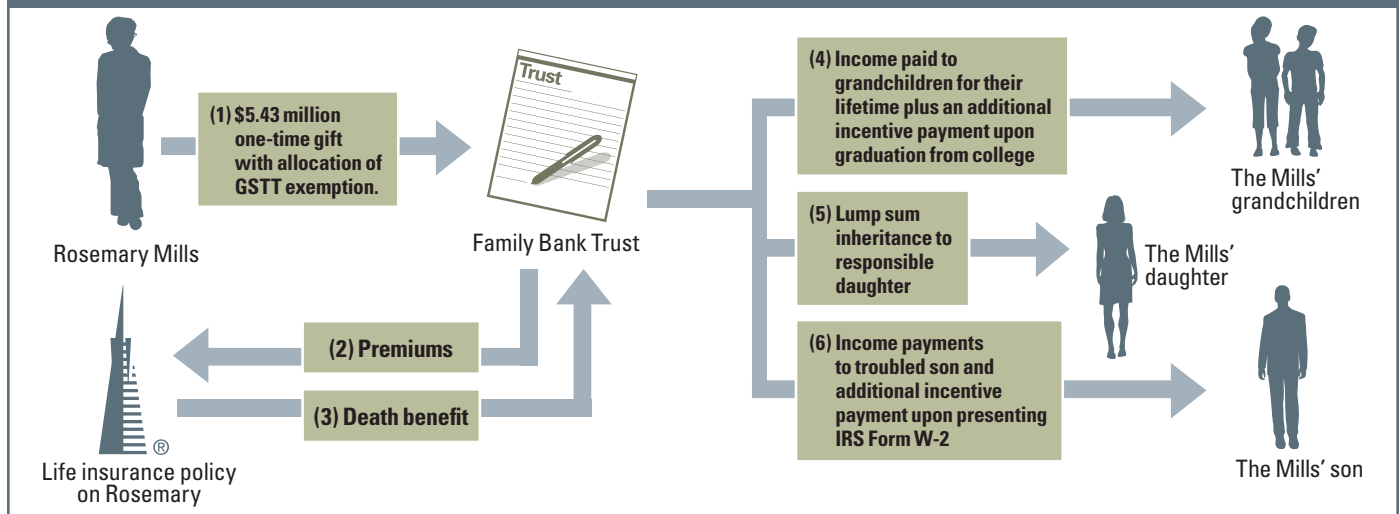 (1) $5.43 million
one-time gift
with allocation of
GSTT exemption.
Rosemary Mills
Trust
Family Bank Trust
(2) Premiums
(3) Death benefit
®
Life insurance policy
on Rosemary
(4) Income paid to
grandchildren for their
lifetime plus an additional
incentive payment upon
graduation from college
The Mills'
grandchildren
(5) Lump sum
inheritance to
responsible
daughter
The Mills'
daughter
(6) Income payments
to troubled son and
additional incentive
payment upon presenting
IRS Form W-2
The Mills' son